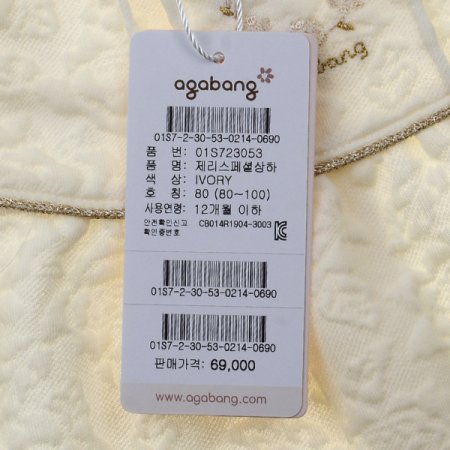 agabang
agabang
01S7-2-30-53-0214-0690
품 번: 01S723053
품 명: 제리스페셜상하
색 상: IVORY
호 칭: 80 (80~100)
사용연령: 12개월 이하
안전확인신고
확인증번호 CB014R1904-3003
01S7-2-30-53-0214-0690
01S7-2-30-53-0214-0690
판매가격: 69,000
www.agabang.com